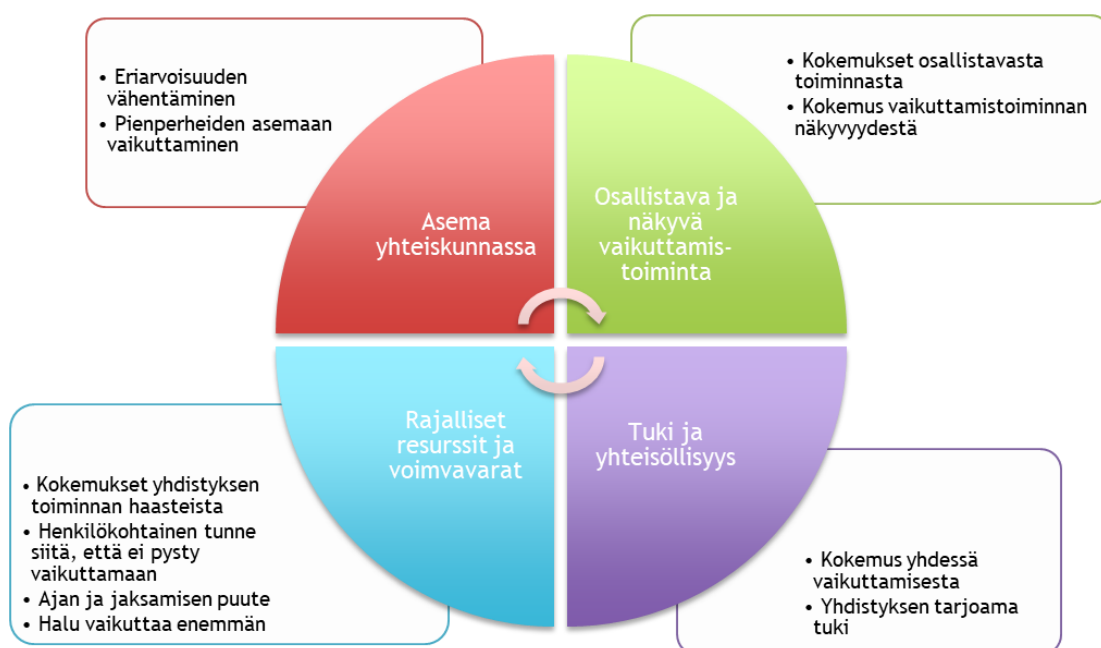 • Eriarvoisuuden
vähentäminen
• Pienperheiden asemaan
vaikuttaminen
• Kokemukset osallistavasta
toiminnasta
• Kokemus vaikuttamistoiminnan
näkyvyydestä
Asema
yhteiskunnassa
Osallistava ja
näkyvä
vaikuttamis-
toiminta
Rajalliset
resurssit ja
voimvavarat
Tuki ja
yhteisöllisyys
• Kokemukset yhdistyksen
toiminnan haasteista
• Henkilökohtainen tunne
siitä, että ei pysty
vaikuttamaan
• Ajan ja jaksamisen puute
• Halu vaikuttaa enemmän
• Kokemus yhdessä
vaikuttamisesta
• Yhdistyksen tarjoama
tuki